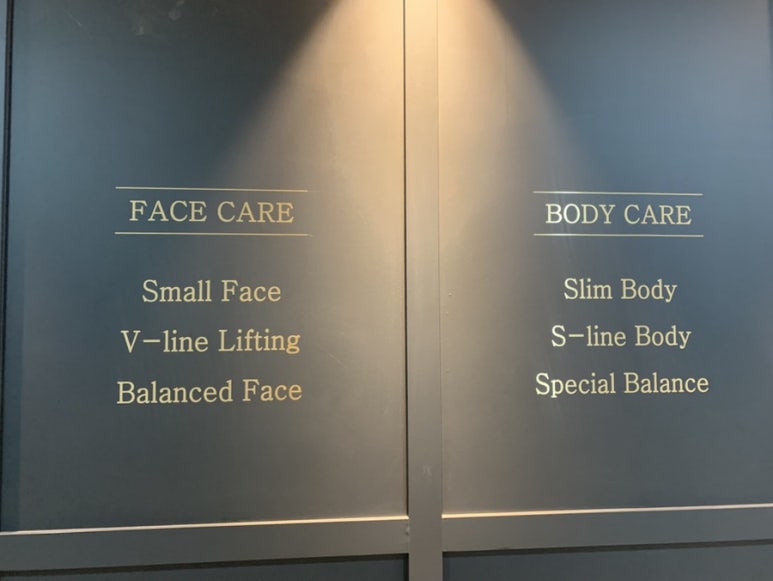 FACE CARE
Small Face
V-line Lifting
Balanced Face
BODY CARE
Slim Body
S-line Body
Special Balance